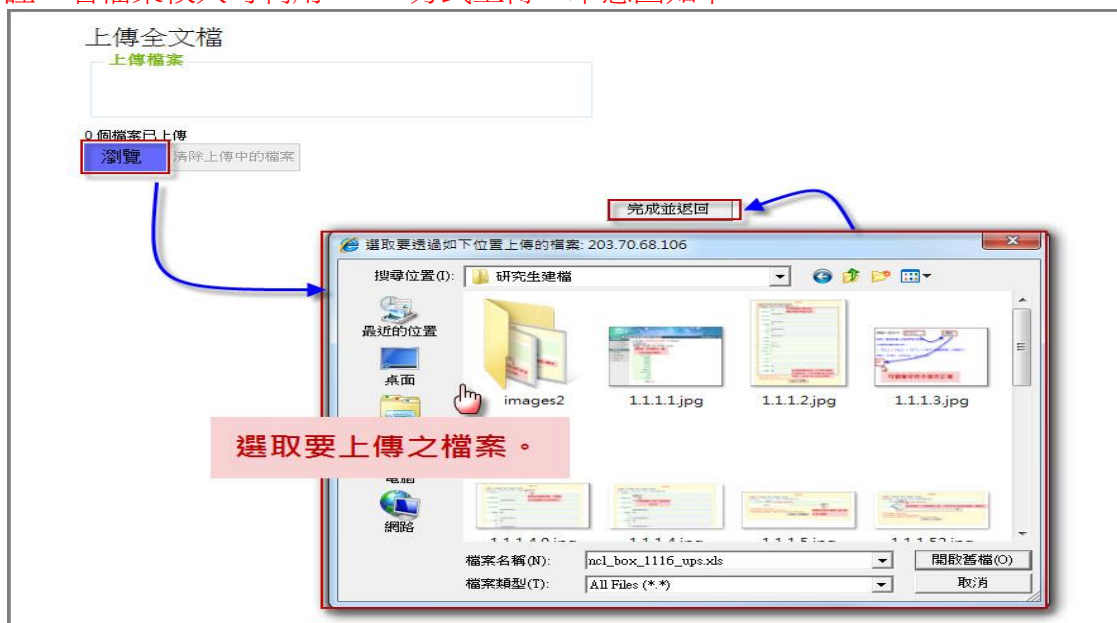 上傳全文檔
上傳檔案
0 個檔案已上傳
瀏覽 清除上傳中的檔案
完成並返回
選取要透過如下位置上傳的檔案: 203.70.68.106
搜尋位置(I): 研究生建檔
最近的位置
桌面
images2 1.1.1.1.jpg 1.1.1.2.jpg 1.1.1.3.jpg
選取要上傳之檔案。
電腦
網路
檔案名稱(N): ncl_box_1116_ups.xls 開啟舊檔(O)
檔案類型(T): All Files (*.*) 取消